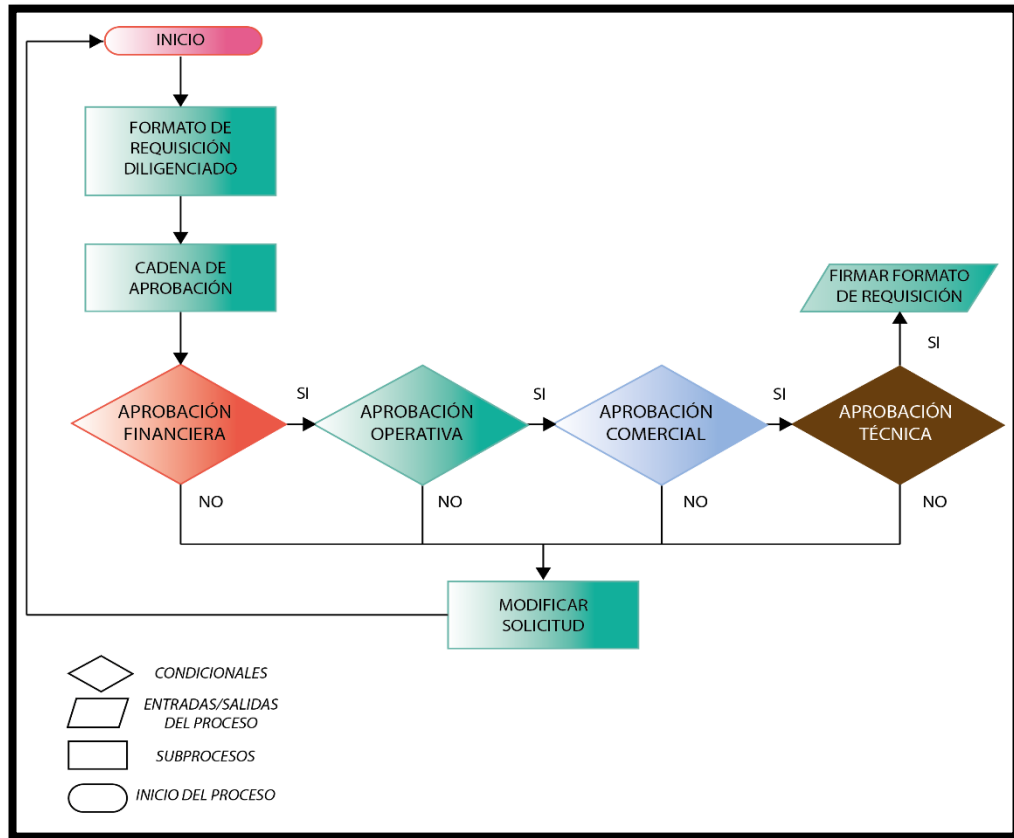 INICIO
FORMATO DE
REQUISICIÓN
DILIGENCIADO
CADENA DE
APROBACIÓN
FIRMAR FORMATO
DE REQUISICIÓN
SI
APROBACIÓN
FINANCIERA
SI
APROBACIÓN
OPERATIVA
SI
APROBACIÓN
COMERCIAL
SI
APROBACIÓN
TÉCNICA
NO
NO
NO
NO
MODIFICAR
SOLICITUD
CONDICIONALES
ENTRADAS/SALIDAS
DEL PROCESO
SUBPROCESOS
INICIO DEL PROCESO